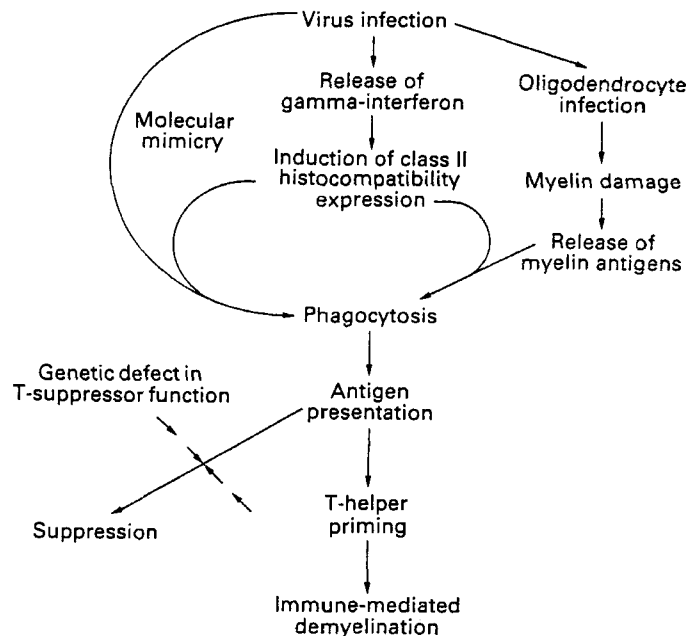 Virus infection
Release of
gamma-interferon
Oligodendrocyte
infection
Molecular
mimicry
Induction of class II
histocompatibility
expression
Myelin damage
Release of
myelin antigens
Phagocytosis
Genetic defect in
T-suppressor function
Antigen
presentation
Suppression
T-helper
priming
Immune-mediated
demyelination